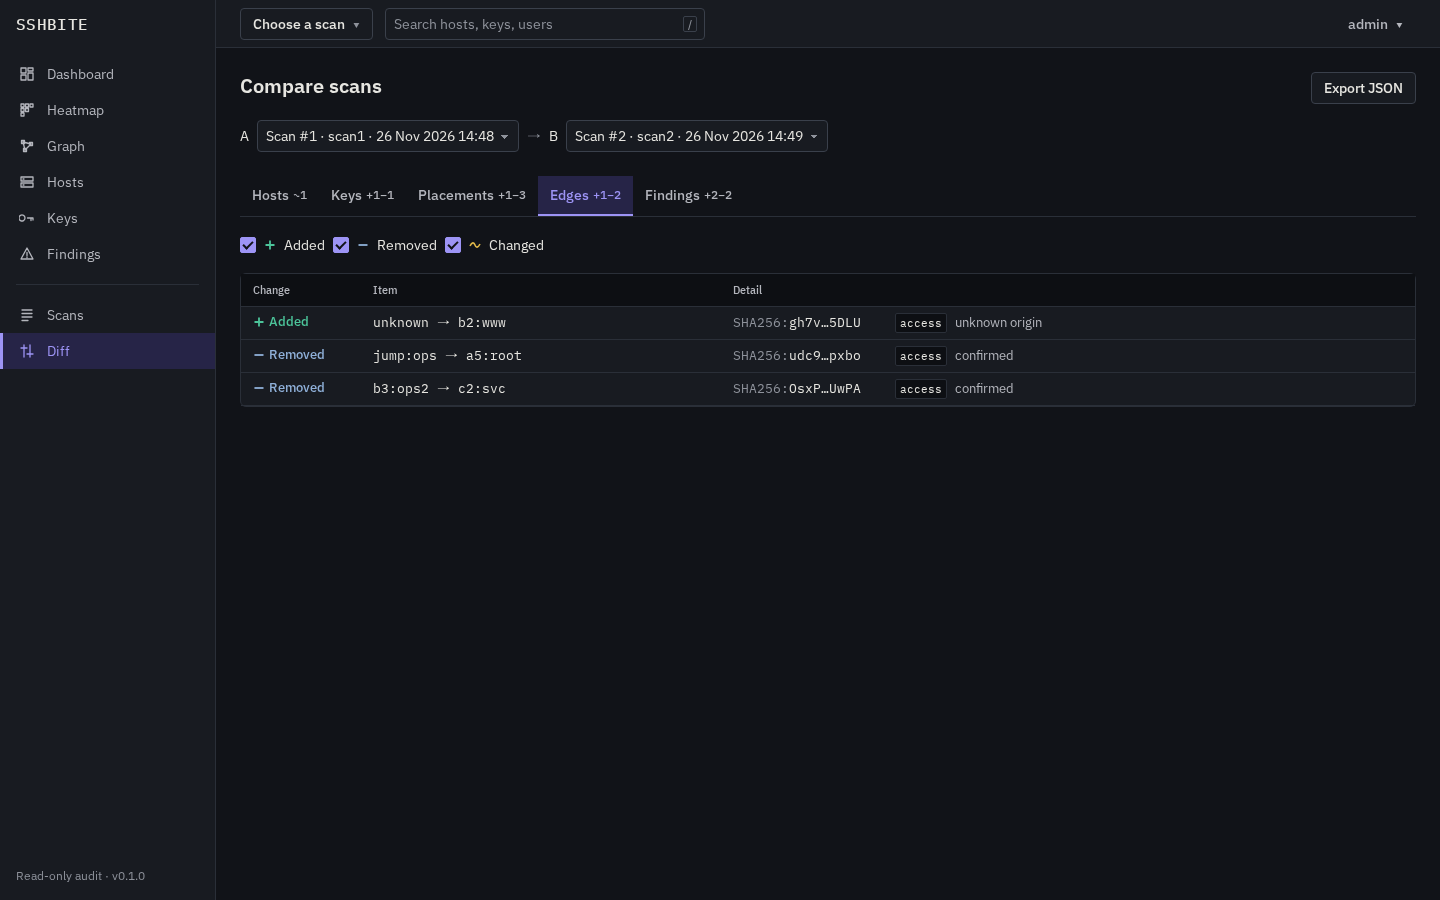 SSHBITE
Choose a scan ▾
Search hosts, keys, users /
admin ▾
Dashboard
Heatmap
Graph
Hosts
Keys
Findings
Scans
Diff
Read-only audit · v0.1.0
Compare scans
Export JSON
A Scan #1 · scan1 · 26 Nov 2026 14:48 → B Scan #2 · scan2 · 26 Nov 2026 14:49
Hosts ~1 Keys +1−1 Placements +1−3 Edges +1−2 Findings +2−2
+ Added − Removed ~ Changed
Change Item Detail
+ Added unknown → b2:www SHA256:gh7v…5DLU access unknown origin
− Removed jump:ops → a5:root SHA256:udc9…pxbo access confirmed
− Removed b3:ops2 → c2:svc SHA256:OsxP…UwPA access confirmed